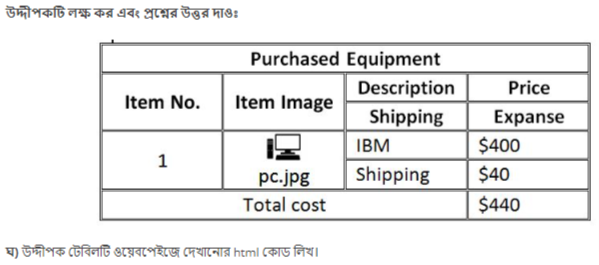 উদ্দীপকটি লক্ষ কর এবং প্রশ্নের উত্তর দাওঃ
Purchased Equipment
Item No. Item Image Description Price
Shipping Expanse
1 pc.jpg IBM $400
Shipping $40
Total cost $440
ঘ) উদ্দীপক টেবিলটি ওয়েবপেইজে দেখানোর html কোড লিখ।